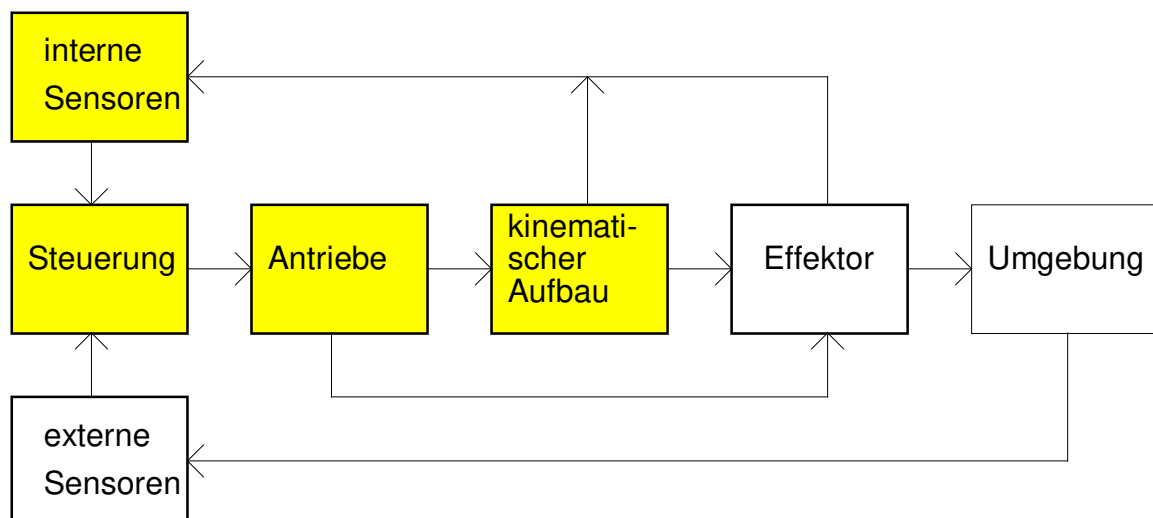 interne
Sensoren
Steuerung
Antriebe
kinemati-
scher
Aufbau
Effektor
Umgebung
externe
Sensoren